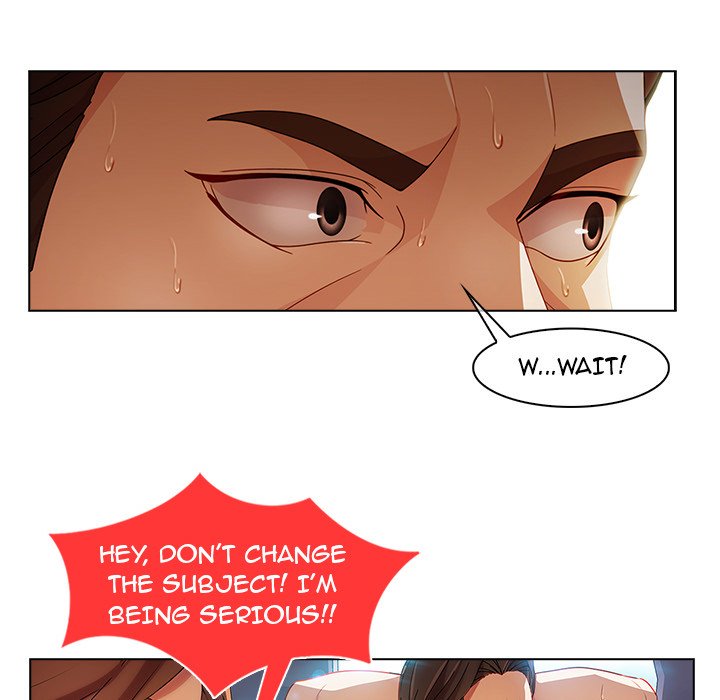 W...WAIT!
HEY, DON'T CHANGE
THE SUBJECT! I'M
BEING SERIOUS!!